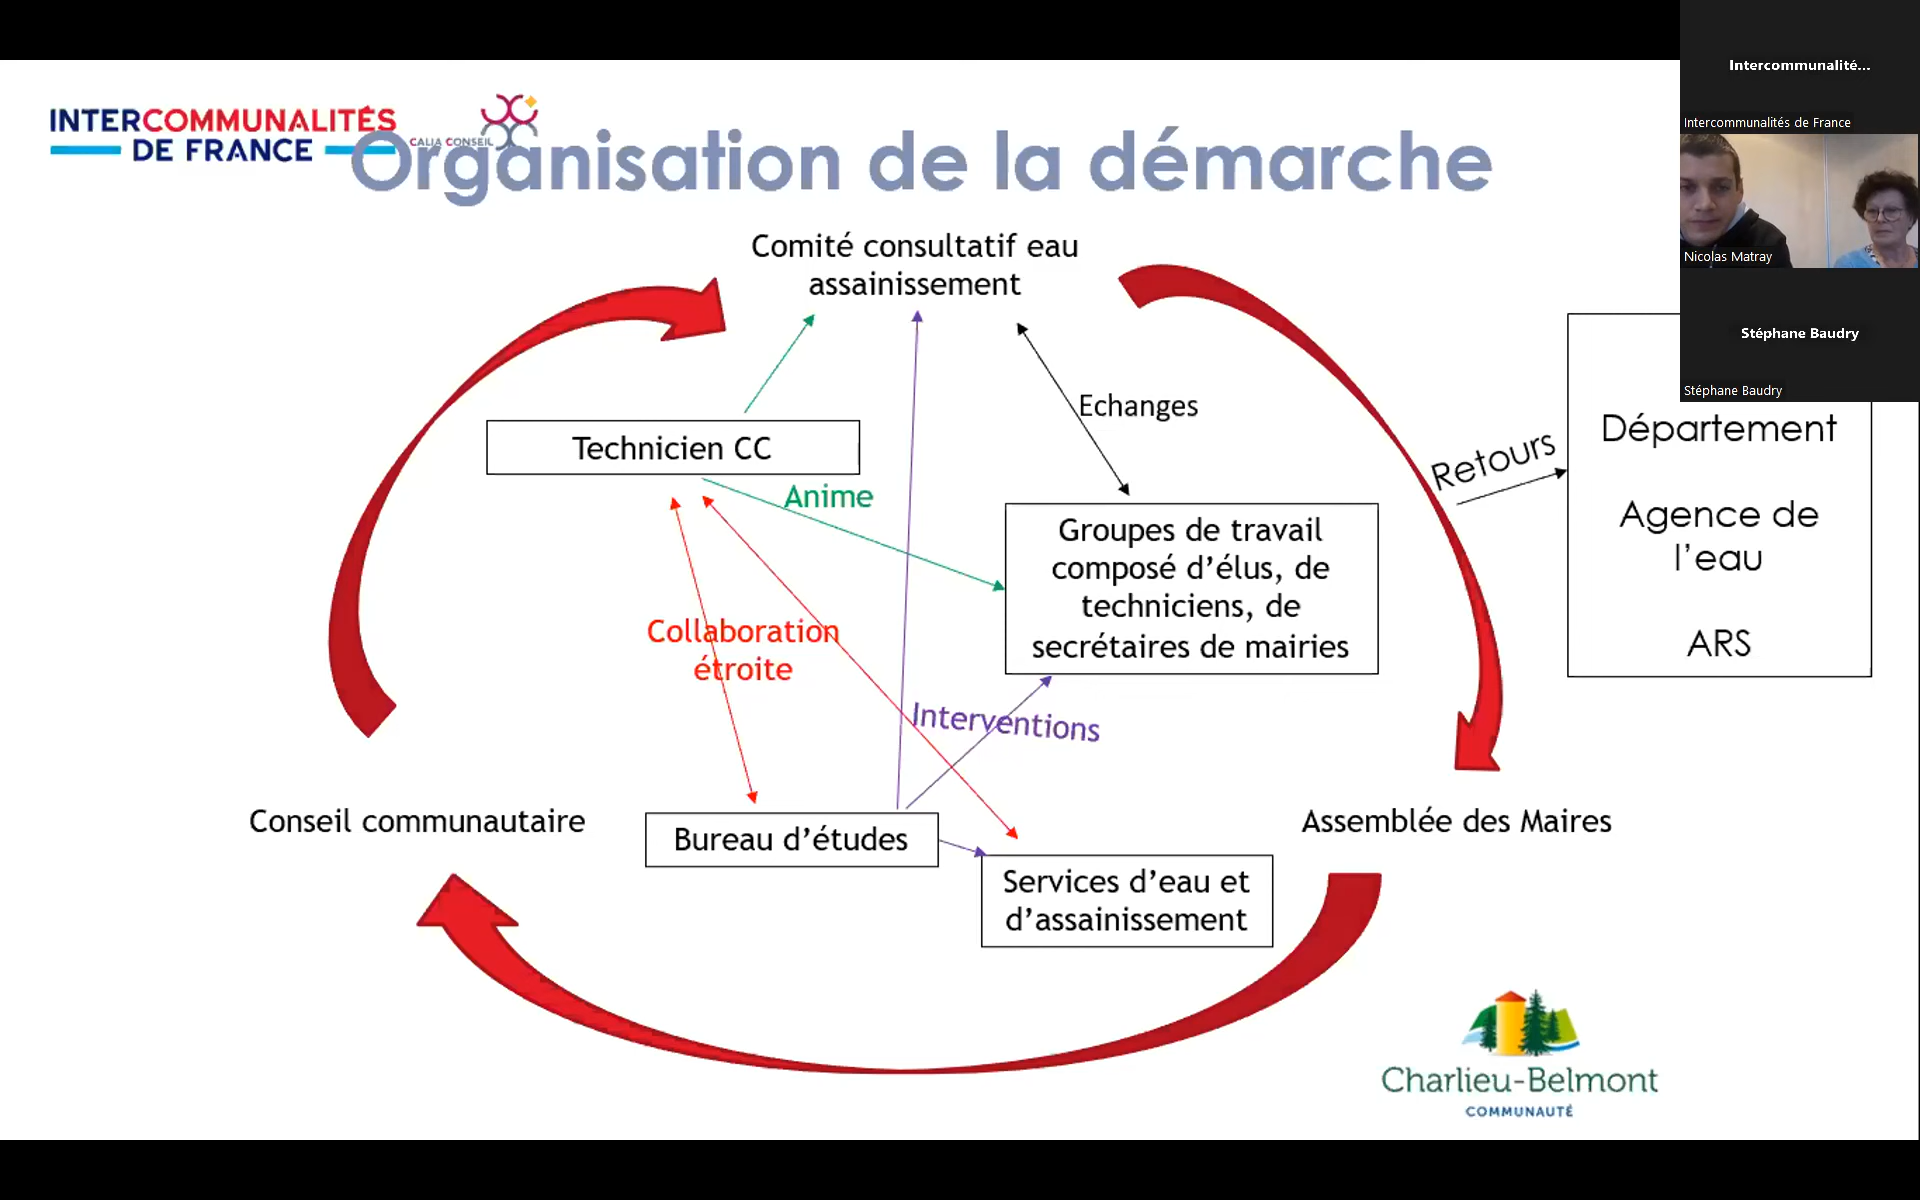 INTERCOMMUNALITÉS
DE FRANCE
CALIA CONSEIL
Organisation de la démarche
Intercommunalité...
Intercommunalités de France
Nicolas Matray
Stéphane Baudry
Stéphane Baudry
Comité consultatif eau
assainissement
Echanges
Technicien CC
Anime
Retours
Département
Agence de
l’eau
ARS
Groupes de travail
composé d’élus, de
techniciens, de
secrétaires de mairies
Collaboration
étroite
Interventions
Conseil communautaire
Bureau d’études
Assemblée des Maires
Services d’eau et
d’assainissement
Charlieu-Belmont
COMMUNAUTÉ